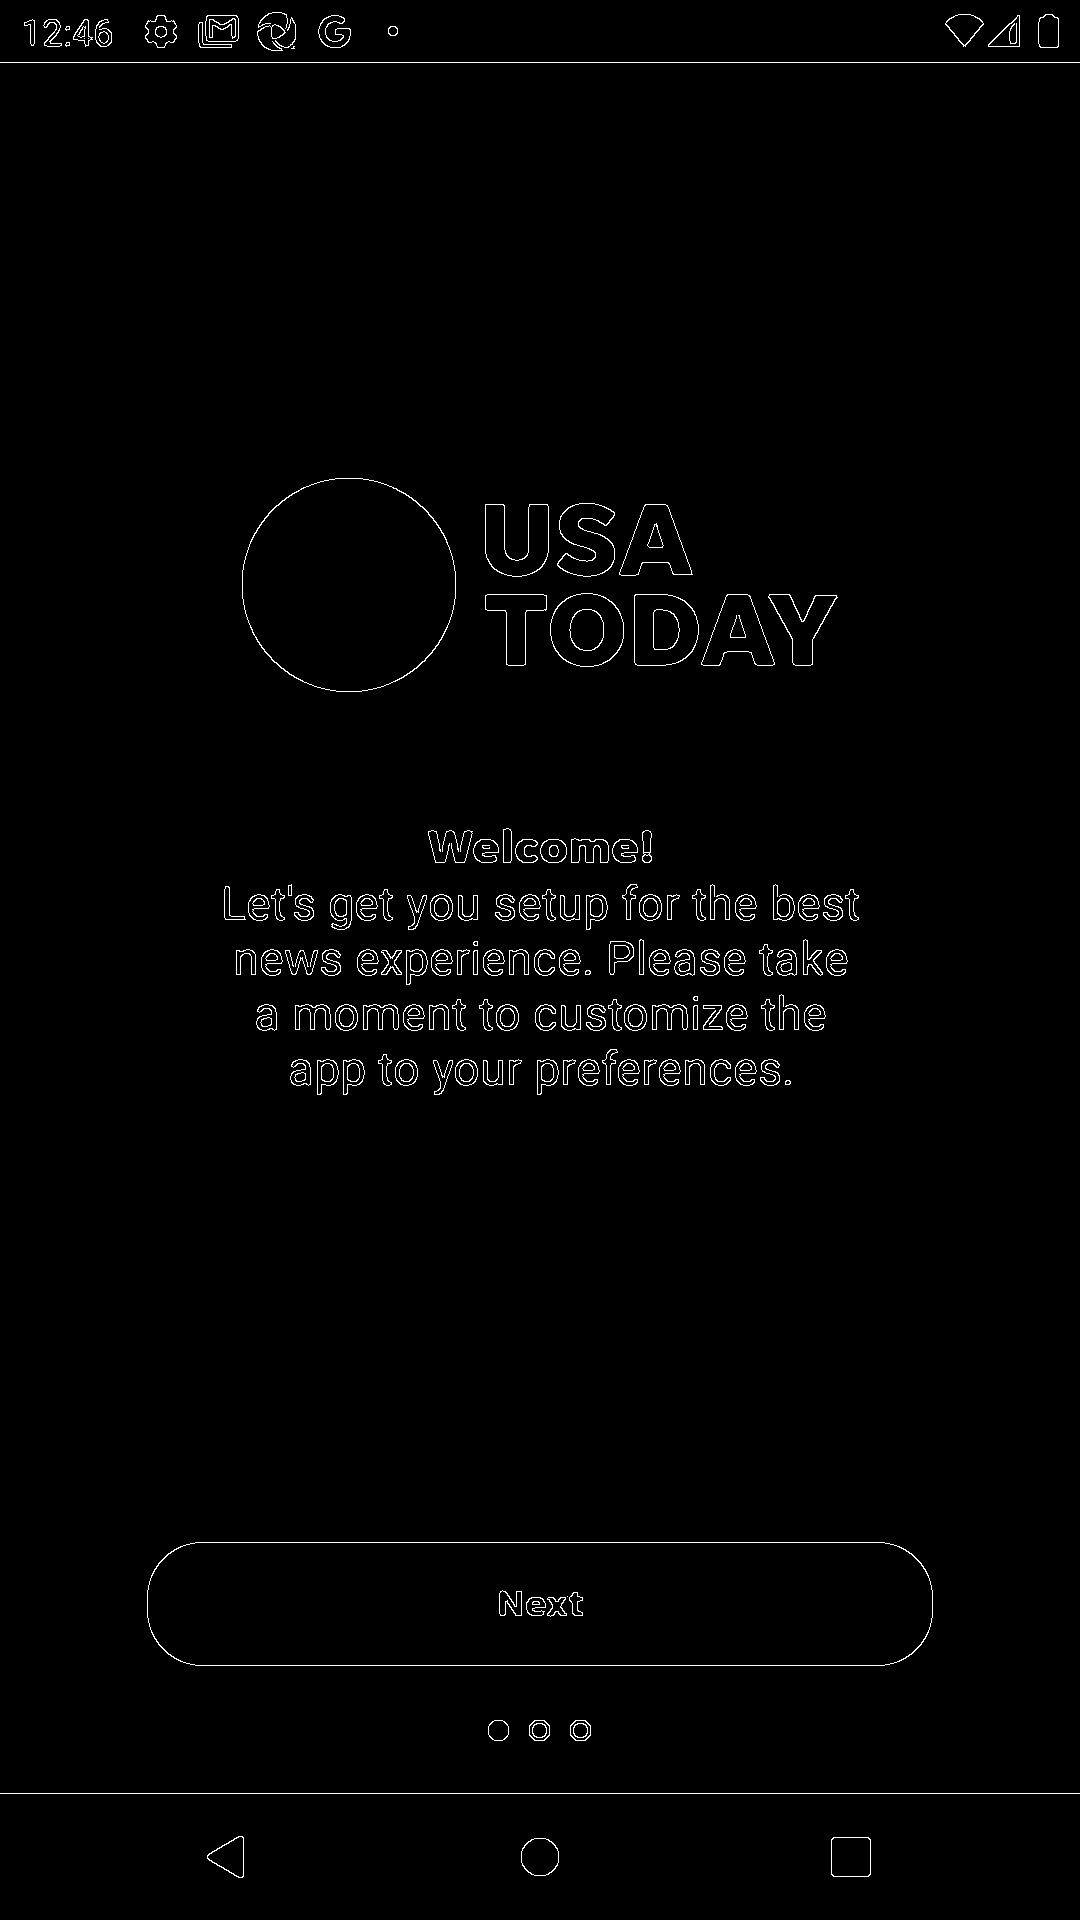 12:46
USA
TODAY
Welcome!
Let's get you setup for the best
news experience. Please take
a moment to customize the
app to your preferences.
Next